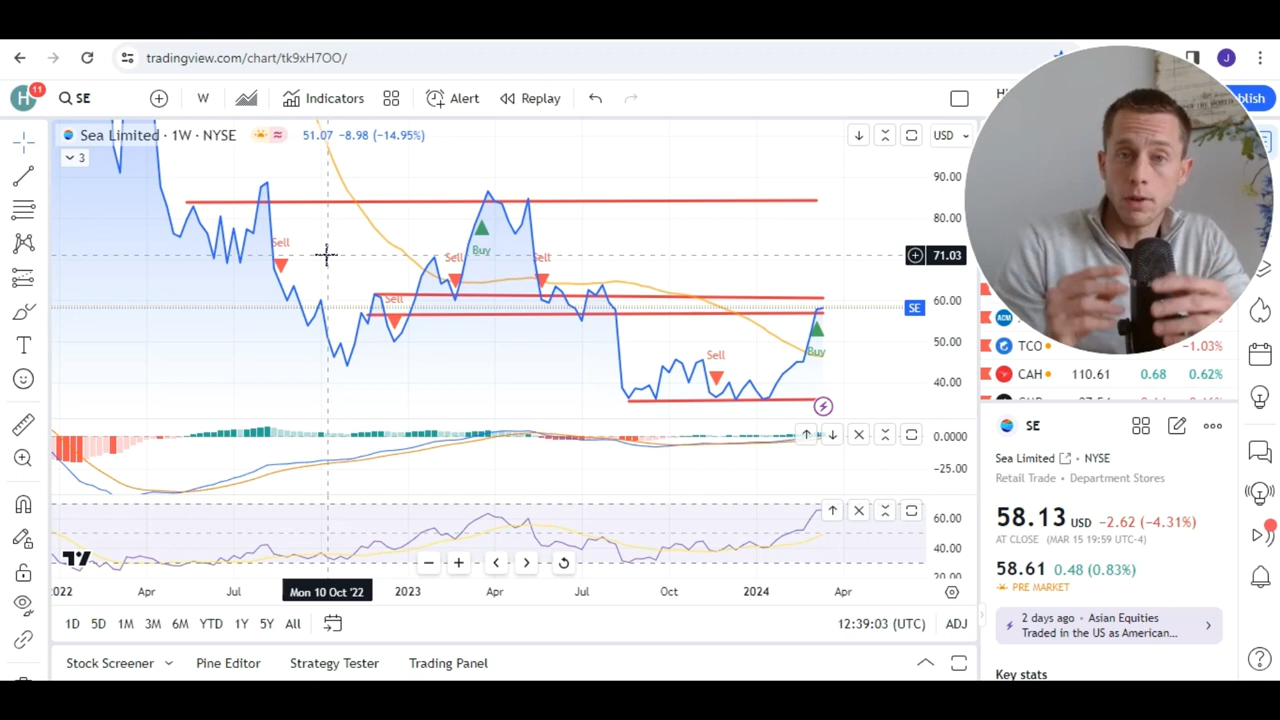 tradingview.com/chart/tk9xH7OO/
J
H
11
SE
W
Indicators
Alert
Replay
Sea Limited · 1W · NYSE
51.07 −8.98 (−14.95%)
3
USD
blish
90.00
80.00
71.03
60.00
SE
50.00
40.00
Sell
Sell
Sell
Buy
Sell
Sell
Buy
0.0000
−25.00
60.00
40.00
20.00
2022
Apr
Jul
Mon 10 Oct '22
2023
Apr
Jul
Oct
2024
Apr
1D 5D 1M 3M 6M YTD 1Y 5Y All
12:39:03 (UTC)
ADJ
Stock Screener
Pine Editor
Strategy Tester
Trading Panel
ACM
TCO −1.03%
CAH 110.61 0.68 0.62%
SE
Sea Limited · NYSE
Retail Trade · Department Stores
58.13 USD −2.62 (−4.31%)
AT CLOSE (MAR 15 19:59 UTC-4)
58.61 0.48 (0.83%)
PRE MARKET
2 days ago · Asian Equities
Traded in the US as American...
Key stats